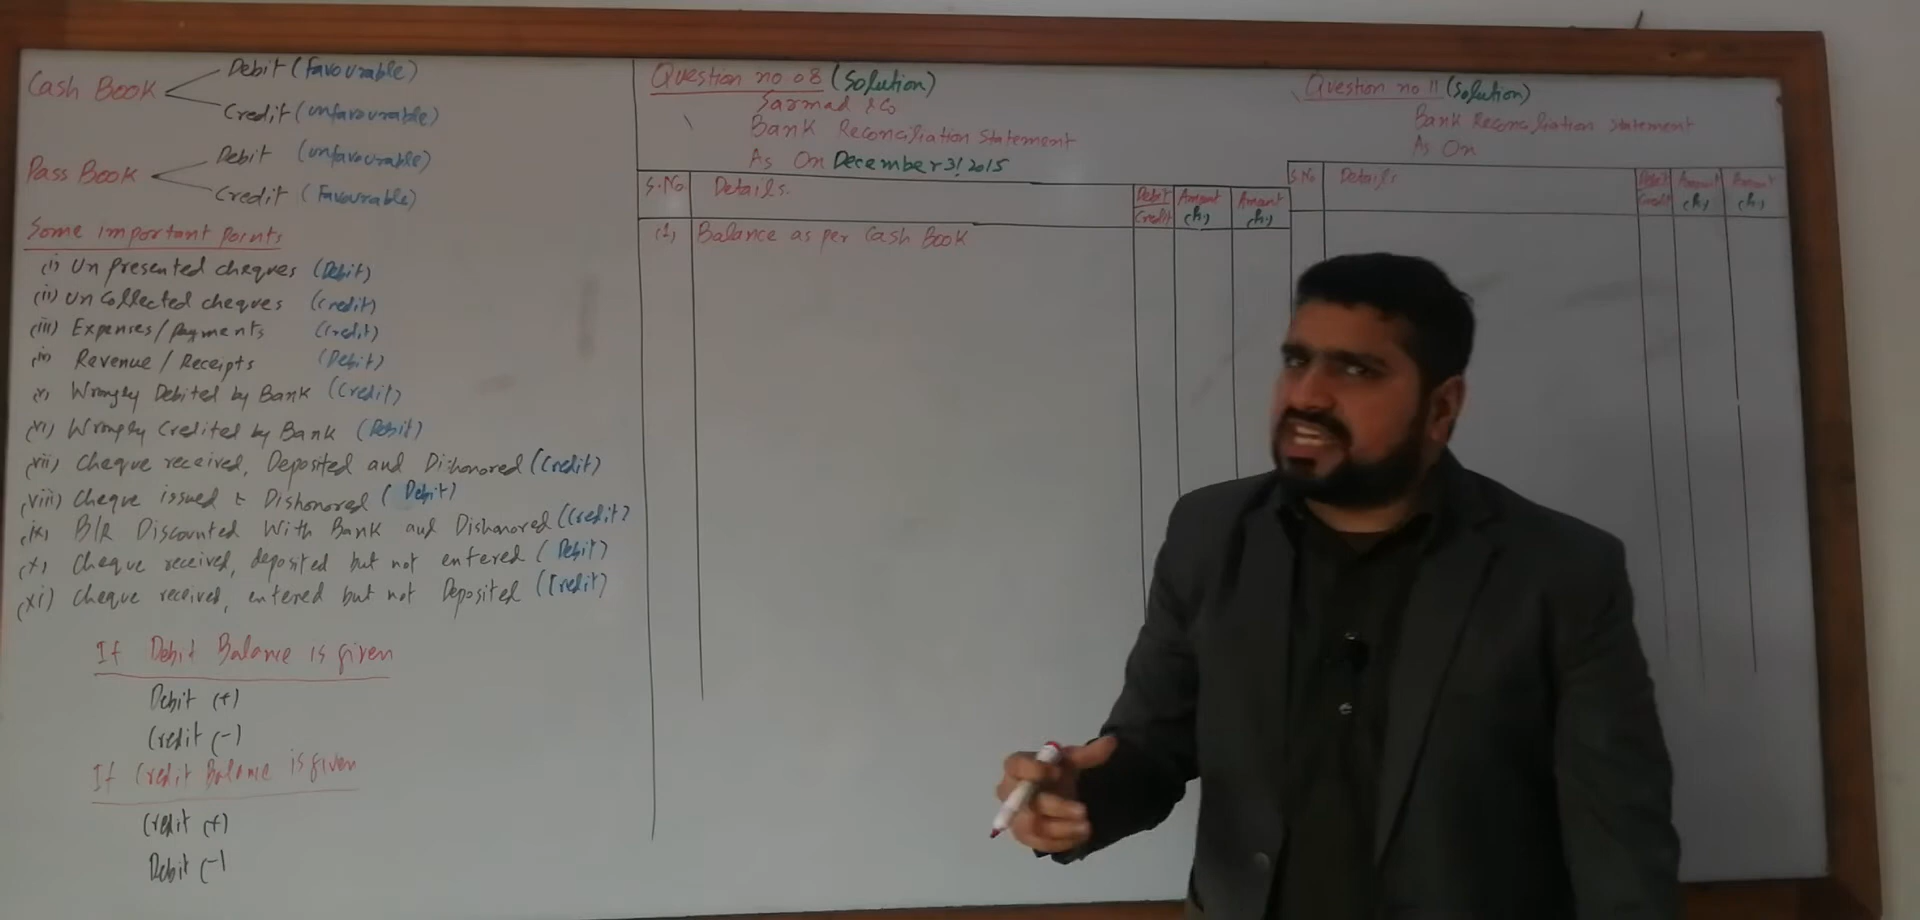 Cash Book
Debit (Favourable)
Credit (unfavourable)
Pass Book
Debit (unfavourable)
Credit (Favourable)
Some important points
(i) Un presented cheques (Debit)
(ii) Un Collected cheques (Credit)
(iii) Expenses/payments (Credit)
(iv) Revenue / Receipts (Debit)
(v) Wrongly Debited by Bank (Credit)
(vi) Wrongly Credited by Bank (Debit)
(vii) Cheque received, Deposited and Dishonored (Credit)
(viii) Cheque issued & Dishonored (Debit)
(ix) B/R Discounted With Bank and Dishonored (Credit)
(x) Cheque received, deposited but not entered (Debit)
(xi) Cheque received, entered but not Deposited (Credit)
If Debit Balance is given
Debit (+)
Credit (-)
If Credit Balance is given
Credit (+)
Debit (-)
Question no 08 (Solution)
Sarmad & Co
Bank Reconciliation Statement
As On December 31 2015
S.No Details. Debit Amount Amount
Credit
(1) Balance as per Cash Book
Question no 11 (Solution)
Bank Reconciliation Statement
As On
S.No Details Debit Amount Amount
Credit